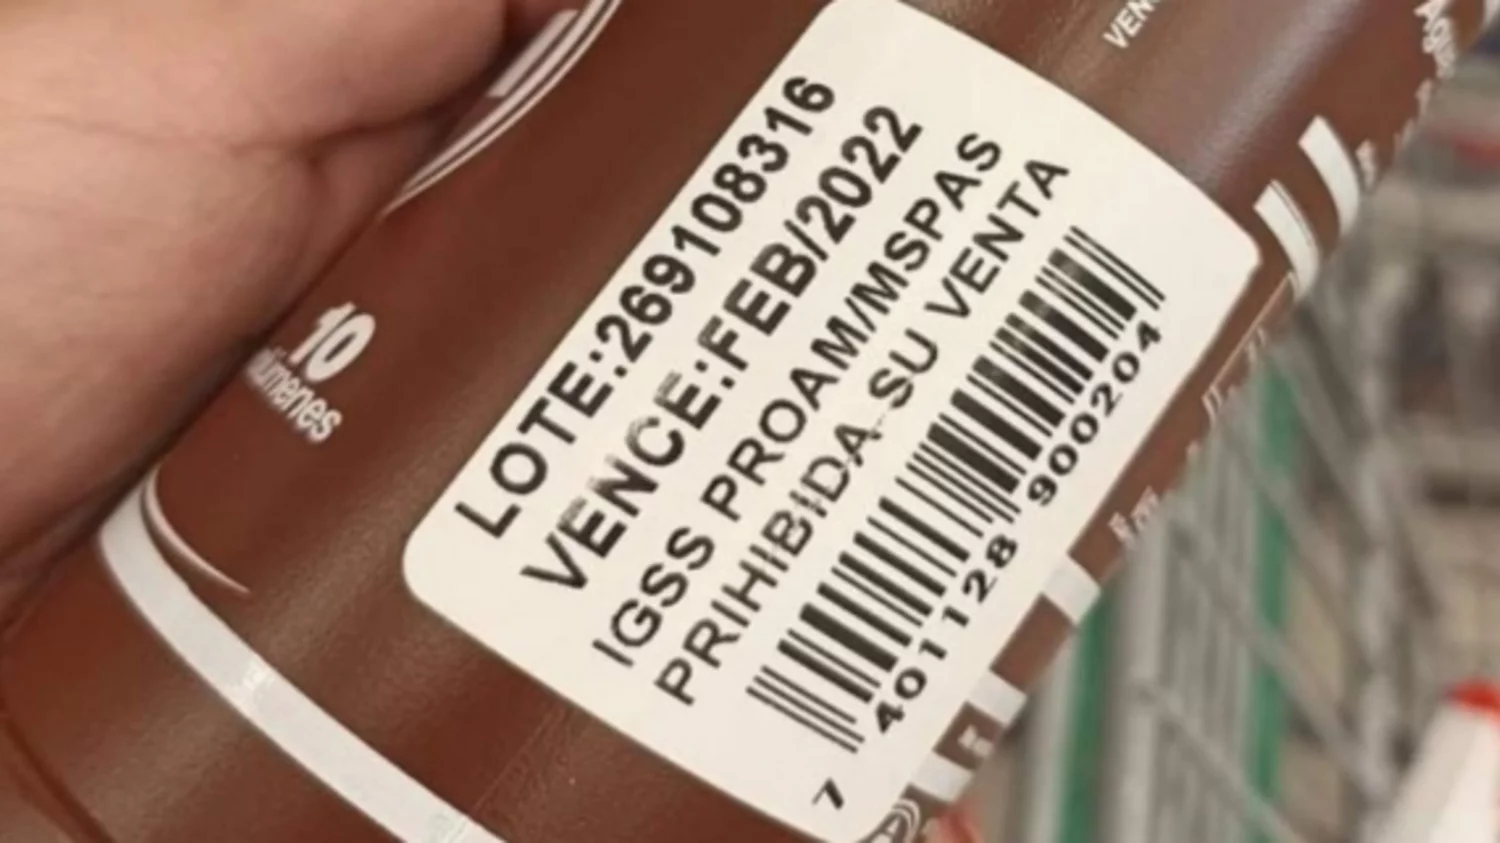 LOTE:269108316
VENCE:FEB/2022
IGSS PROAM/MSPAS
PRIHIBIDA SU VENTA
7 401128 900204
10